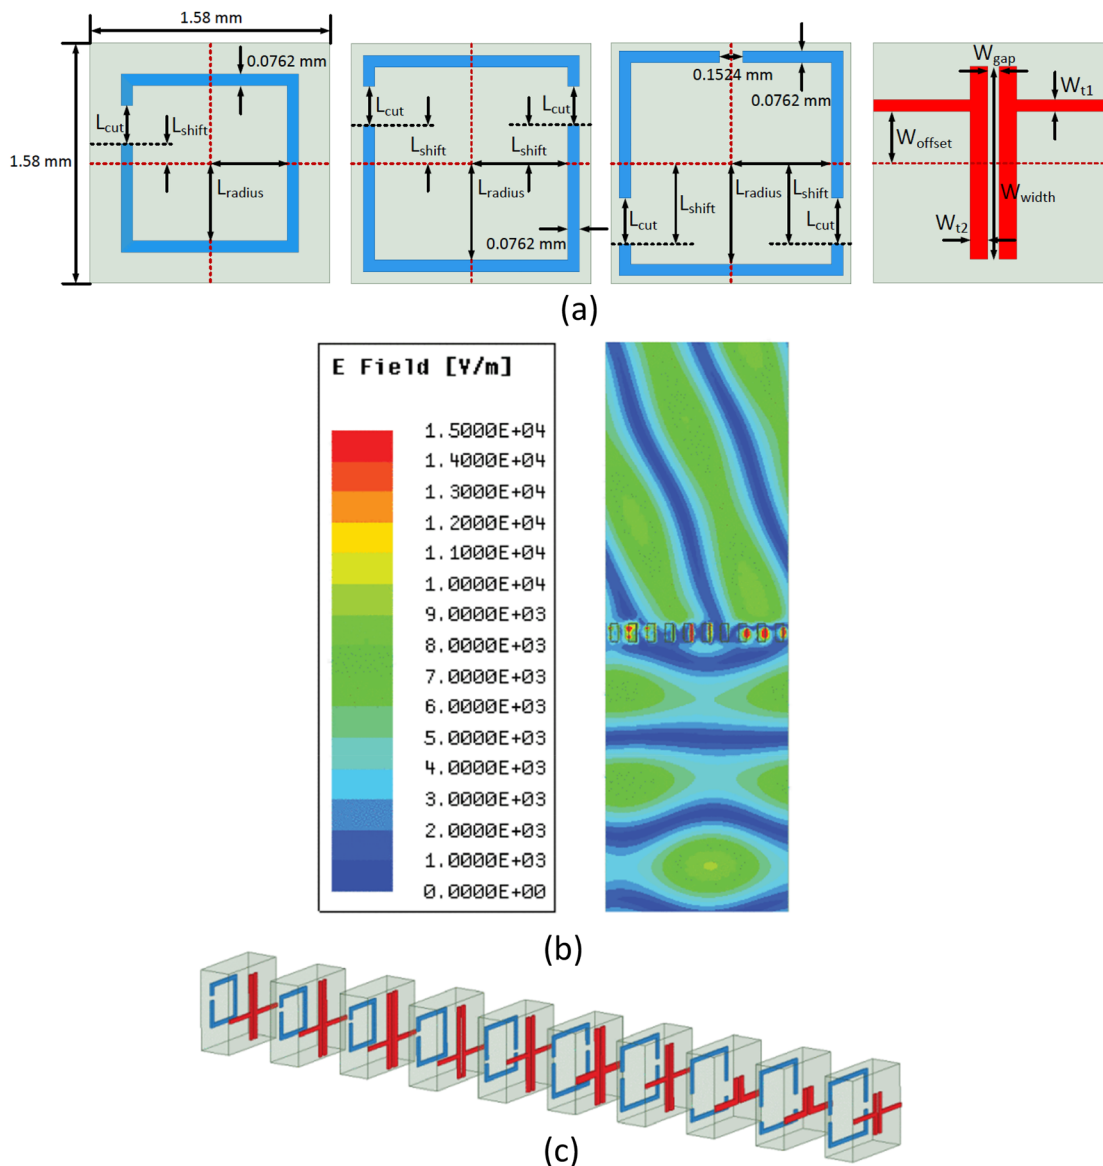 1.58 mm
1.58 mm
0.0762 mm
Lcut
Lshift
Lradius
Lcut
Lcut
Lshift
Lshift
Lradius
0.0762 mm
0.1524 mm
0.0762 mm
Lcut
Lshift
Lradius
Lshift
Lcut
Wgap
Wt1
Woffset
Wwidth
Wt2
(a)
E Field [V/m]
1.5000E+04
1.4000E+04
1.3000E+04
1.2000E+04
1.1000E+04
1.0000E+04
9.0000E+03
8.0000E+03
7.0000E+03
6.0000E+03
5.0000E+03
4.0000E+03
3.0000E+03
2.0000E+03
1.0000E+03
0.0000E+00
(b)
(c)